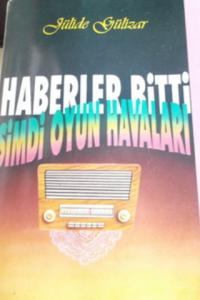 Jülide Gülizar
HABERLER BİTTİ
ŞİMDİ OYUN HAVALARI